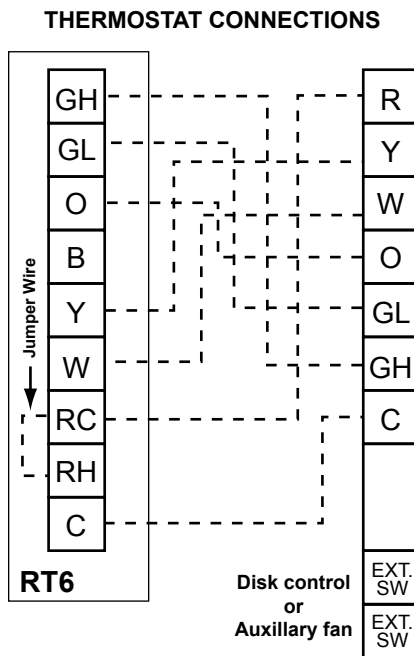 THERMOSTAT CONNECTIONS
GH
GL
O
B
Y
W
RC
RH
C
Jumper Wire
RT6
R
Y
W
O
GL
GH
C
EXT.
SW
EXT.
SW
Disk control
or
Auxillary fan